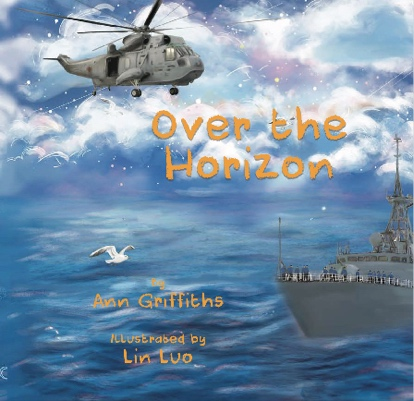 Over the
Horizon
by
Ann Griffiths
Illustrated by
Lin Luo